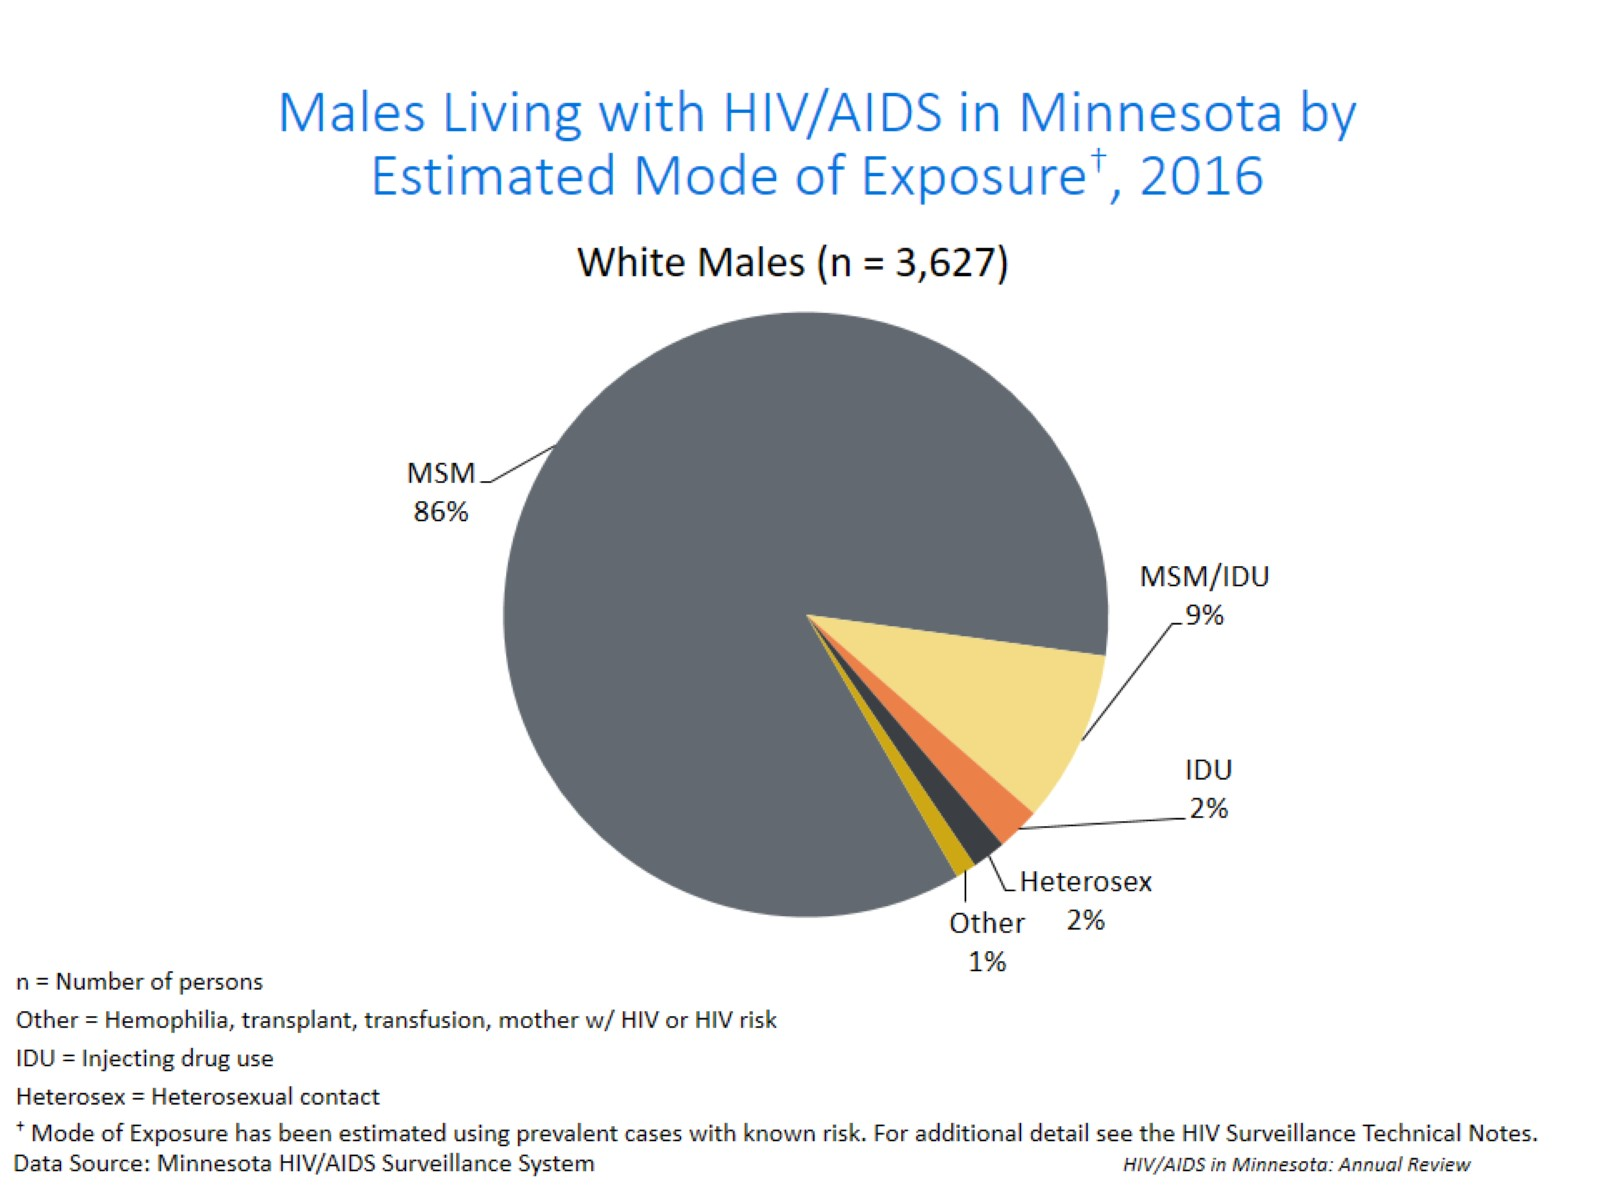 Males Living with HIV/AIDS in Minnesota by
Estimated Mode of Exposure†, 2016
White Males (n = 3,627)
MSM
86%
MSM/IDU
9%
IDU
2%
Heterosex
2%
Other
1%
n = Number of persons
Other = Hemophilia, transplant, transfusion, mother w/ HIV or HIV risk
IDU = Injecting drug use
Heterosex = Heterosexual contact
† Mode of Exposure has been estimated using prevalent cases with known risk. For additional detail see the HIV Surveillance Technical Notes.
Data Source: Minnesota HIV/AIDS Surveillance System
HIV/AIDS in Minnesota: Annual Review